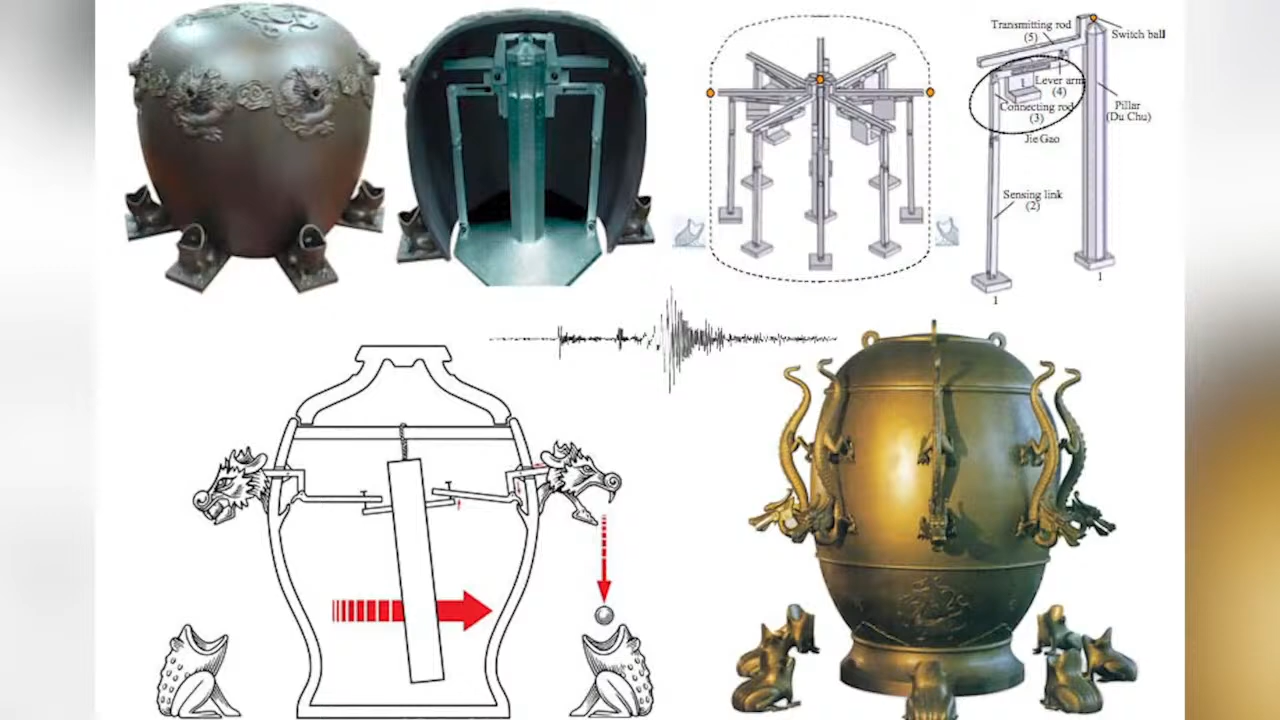 Transmitting rod
(5)
Switch ball
Lever arm
(4)
Connecting rod
(3)
Pillar
(Du Chu)
Jie Gao
Sensing link
(2)
1
1